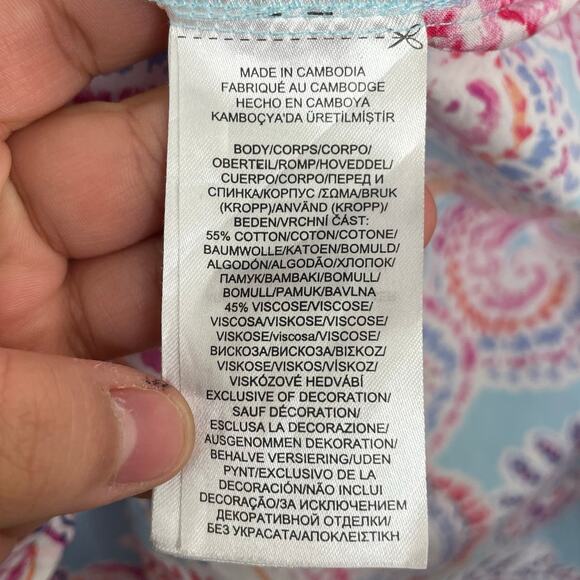 MADE IN CAMBODIA
FABRIQUÉ AU CAMBODGE
HECHO EN CAMBOYA
KAMBOÇYA'DA ÜRETİLMİŞTİR
BODY/CORPS/CORPO/
OBERTEIL/ROMP/HOVEDDEL/
CUERPO/CORPO/ПЕРЕД И
СПИНКА/КОРПУС /ΣΩΜΑ/BRUK
(KROPP)/ANVÄND (KROPP)/
BEDEN/VRCHNÍ ČÁST:
55% COTTON/COTON/COTONE/
BAUMWOLLE/KATOEN/BOMULD/
ALGODÓN/ALGODÃO/ХЛОПОК/
ПАМУК/ΒΑΜΒΑΚΙ/BOMULL/
BOMULL/PAMUK/BAVLNA
45% VISCOSE/VISCOSE/
VISCOSA/VISKOSE/VISCOSE/
VISKOSE/viscosa/VISCOSE/
ВИСКОЗА/ВИСКОЗА/ΒΙΣΚΟΖ/
VISKOSE/VISKOS/VİSKOZ/
VISKÓZOVÉ HEDVÁBÍ
EXCLUSIVE OF DECORATION/
SAUF DÉCORATION/
ESCLUSA LA DECORAZIONE/
AUSGENOMMEN DEKORATION/
BEHALVE VERSIERING/UDEN
PYNT/EXCLUSIVO DE LA
DECORACIÓN/NÃO INCLUI
DECORAÇÃO/ЗА ИСКЛЮЧЕНИЕМ
ДЕКОРАТИВНОЙ ОТДЕЛКИ/
БЕЗ УКРАСАТА/ΑΠΟΚΛΕΙΣΤΙΚΗ